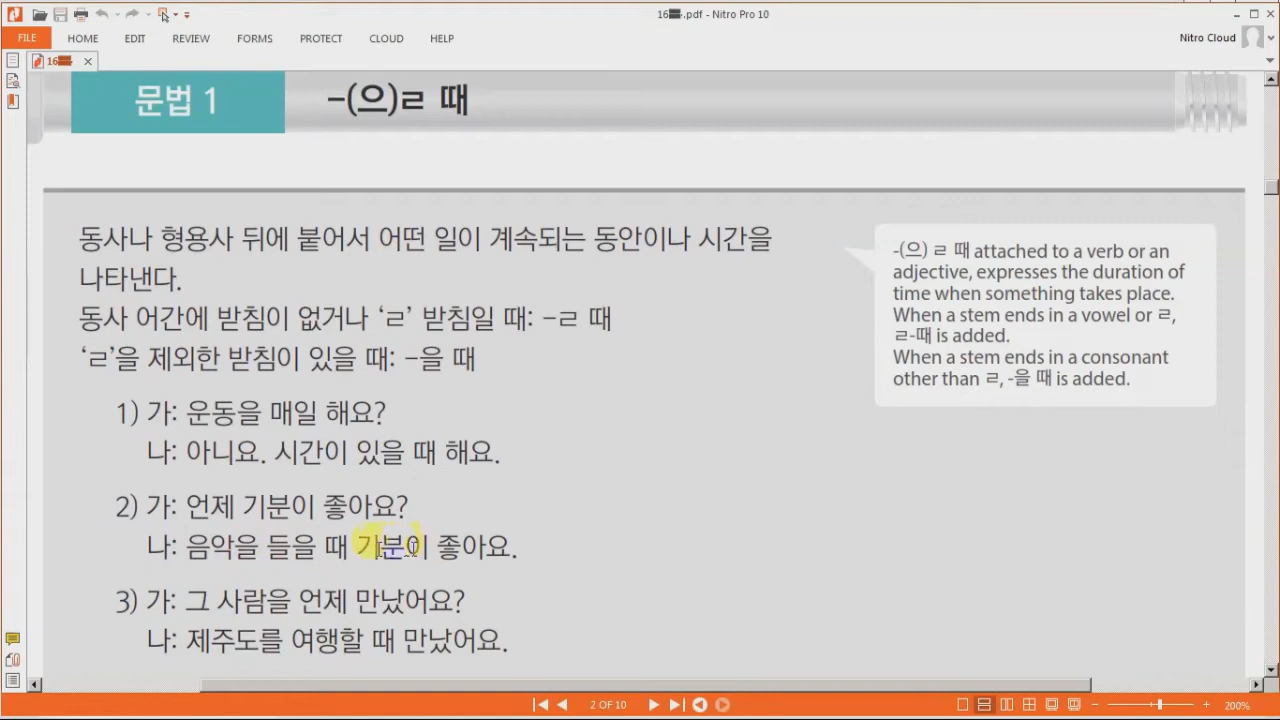 .pdf - Nitro Pro 10
FILE HOME EDIT REVIEW FORMS PROTECT CLOUD HELP
Nitro Cloud
16
문법 1
-(으)ㄹ 때
동사나 형용사 뒤에 붙어서 어떤 일이 계속되는 동안이나 시간을
나타낸다.
동사 어간에 받침이 없거나 ‘ㄹ’ 받침일 때: -ㄹ 때
‘ㄹ’을 제외한 받침이 있을 때: -을 때
-(으) ㄹ 때 attached to a verb or an
adjective, expresses the duration of
time when something takes place.
When a stem ends in a vowel or ㄹ,
ㄹ-때 is added.
When a stem ends in a consonant
other than ㄹ, -을 때 is added.
1) 가: 운동을 매일 해요?
나: 아니요. 시간이 있을 때 해요.
2) 가: 언제 기분이 좋아요?
나: 음악을 들을 때 기분이 좋아요.
3) 가: 그 사람을 언제 만났어요?
나: 제주도를 여행할 때 만났어요.
2 OF 10
200%